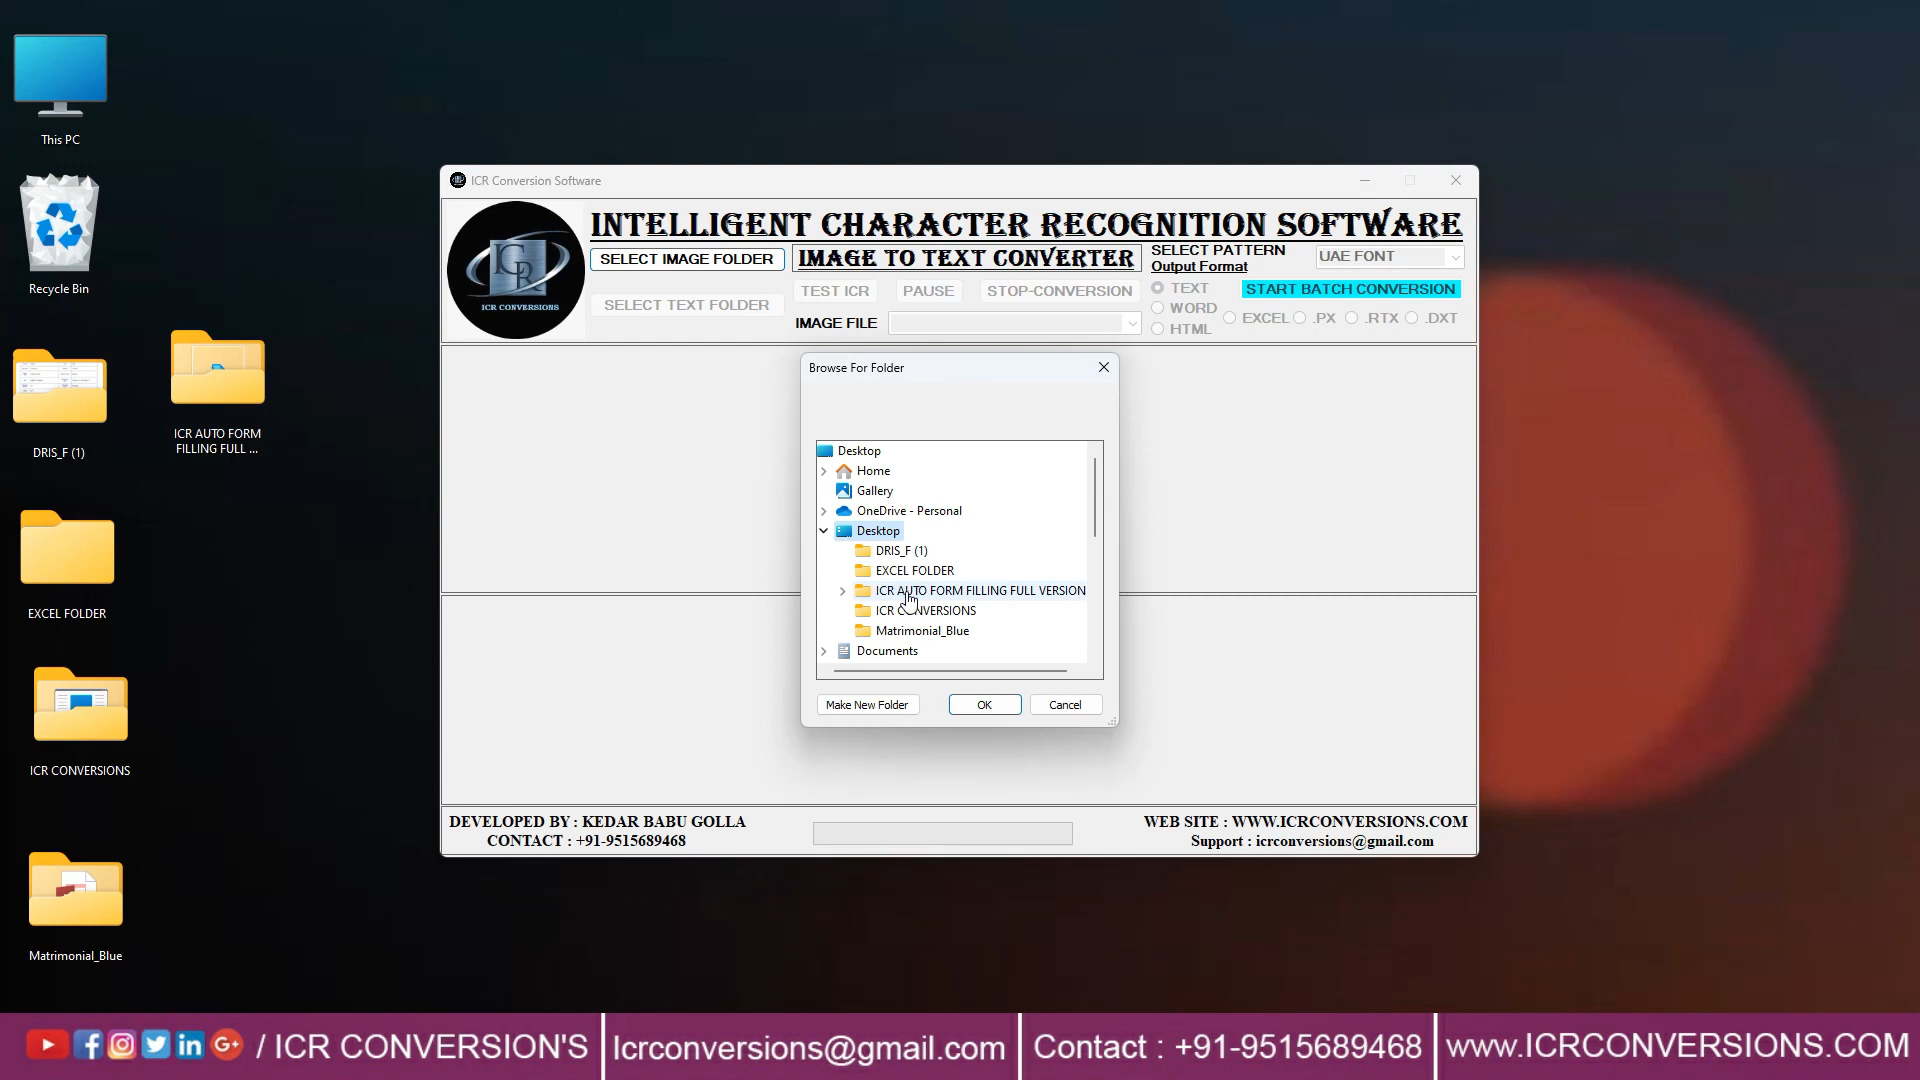 This PC
Recycle Bin
DRIS_F (1)
ICR AUTO FORM
FILLING FULL ...
EXCEL FOLDER
ICR CONVERSIONS
Matrimonial_Blue
ICR Conversion Software
ICR
ICR CONVERSIONS
INTELLIGENT CHARACTER RECOGNITION SOFTWARE
SELECT IMAGE FOLDER
IMAGE TO TEXT CONVERTER
SELECT PATTERN
UAE FONT
Output Format
SELECT TEXT FOLDER
TEST ICR
PAUSE
STOP-CONVERSION
TEXT
START BATCH CONVERSION
WORD
IMAGE FILE
HTML
EXCEL
.PX
.RTX
.DXT
Browse For Folder
Desktop
Home
Gallery
OneDrive - Personal
Desktop
DRIS_F (1)
EXCEL FOLDER
ICR AUTO FORM FILLING FULL VERSION
ICR CONVERSIONS
Matrimonial_Blue
Documents
Make New Folder
OK
Cancel
DEVELOPED BY : KEDAR BABU GOLLA
CONTACT : +91-9515689468
WEB SITE : WWW.ICRCONVERSIONS.COM
Support : icrconversions@gmail.com
/ ICR CONVERSION'S
Icrconversions@gmail.com
Contact : +91-9515689468
www.ICRCONVERSIONS.COM